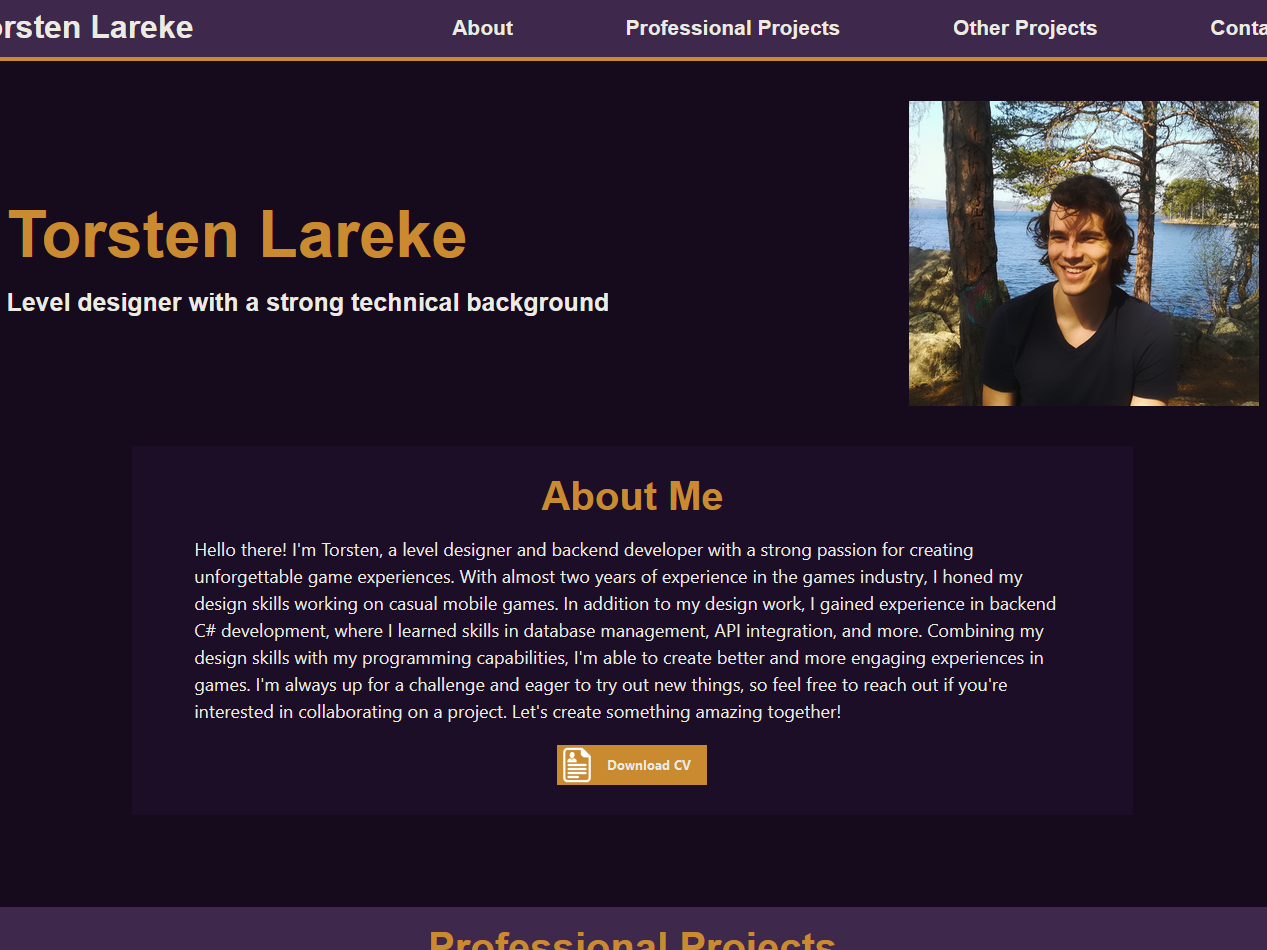 orsten Lareke
About
Professional Projects
Other Projects
Conta
Torsten Lareke
Level designer with a strong technical background
About Me
Hello there! I'm Torsten, a level designer and backend developer with a strong passion for creating
unforgettable game experiences. With almost two years of experience in the games industry, I honed my
design skills working on casual mobile games. In addition to my design work, I gained experience in backend
C# development, where I learned skills in database management, API integration, and more. Combining my
design skills with my programming capabilities, I'm able to create better and more engaging experiences in
games. I'm always up for a challenge and eager to try out new things, so feel free to reach out if you're
interested in collaborating on a project. Let's create something amazing together!
Download CV
Professional Projects